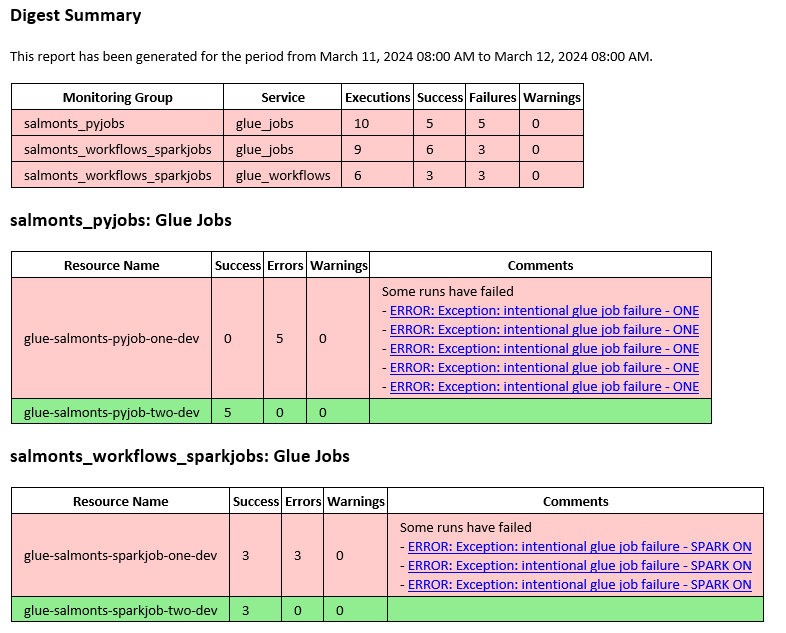 Digest Summary
This report has been generated for the period from March 11, 2024 08:00 AM to March 12, 2024 08:00 AM.
Monitoring Group Service Executions Success Failures Warnings
salmonts_pyjobs glue_jobs 10 5 5 0
salmonts_workflows_sparkjobs glue_jobs 9 6 3 0
salmonts_workflows_sparkjobs glue_workflows 6 3 3 0
salmonts_pyjobs: Glue Jobs
Resource Name Success Errors Warnings Comments
glue-salmonts-pyjob-one-dev 0 5 0 Some runs have failed
- ERROR: Exception: intentional glue job failure - ONE
- ERROR: Exception: intentional glue job failure - ONE
- ERROR: Exception: intentional glue job failure - ONE
- ERROR: Exception: intentional glue job failure - ONE
- ERROR: Exception: intentional glue job failure - ONE
glue-salmonts-pyjob-two-dev 5 0 0
salmonts_workflows_sparkjobs: Glue Jobs
Resource Name Success Errors Warnings Comments
glue-salmonts-sparkjob-one-dev 3 3 0 Some runs have failed
- ERROR: Exception: intentional glue job failure - SPARK ON
- ERROR: Exception: intentional glue job failure - SPARK ON
- ERROR: Exception: intentional glue job failure - SPARK ON
glue-salmonts-sparkjob-two-dev 3 0 0